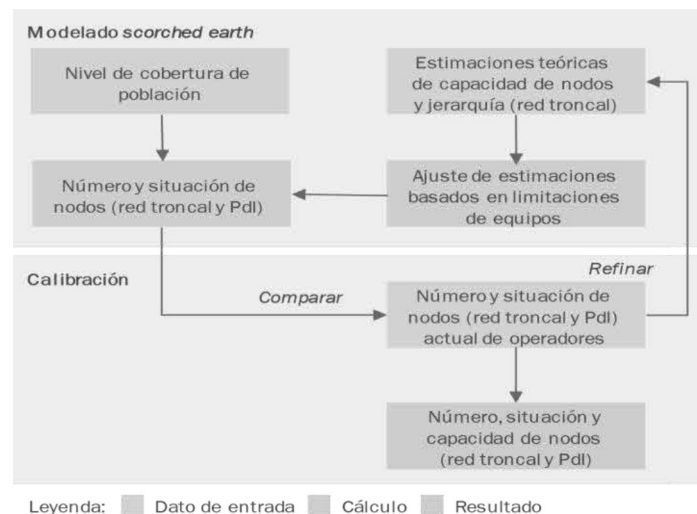 Modelado scorched earth
Nivel de cobertura de
población
Estimaciones teóricas
de capacidad de nodos
y jerarquía (red troncal)
Número y situación de
nodos (red troncal y PdI)
Ajuste de estimaciones
basados en limitaciones
de equipos
Calibración
Comparar
Refinar
Número y situación de
nodos (red troncal y PdI)
actual de operadores
Número, situación y
capacidad de nodos
(red troncal y PdI)
Leyenda: Dato de entrada Cálculo Resultado